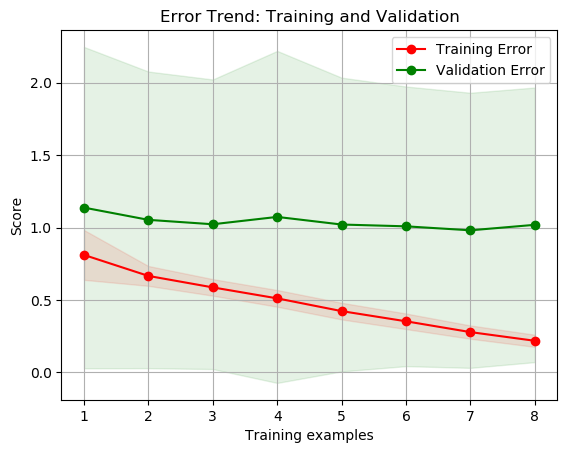 Error Trend: Training and Validation
Training Error
Validation Error
Score
2.0
1.5
1.0
0.5
0.0
1 2 3 4 5 6 7 8
Training examples